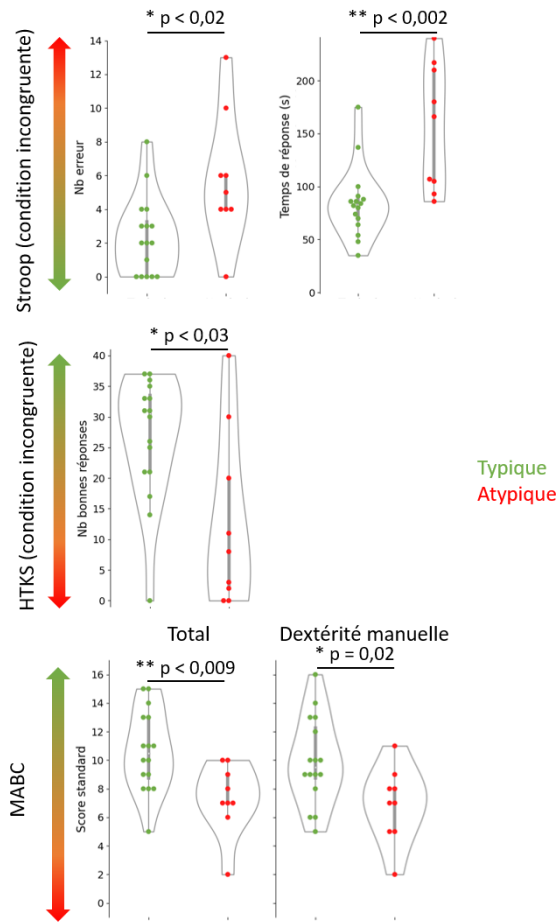 * p < 0,02
** p < 0,002
Stroop (condition incongruente)
Nb erreur
14
12
10
8
6
4
2
0
Temps de réponse (s)
200
150
100
50
0
* p < 0,03
HTKS (condition incongruente)
Nb bonnes réponses
40
35
30
25
20
15
10
5
0
Typique
Atypique
Total
Dextérité manuelle
** p < 0,009
* p = 0,02
MABC
Score standard
16
14
12
10
8
6
4
2
0